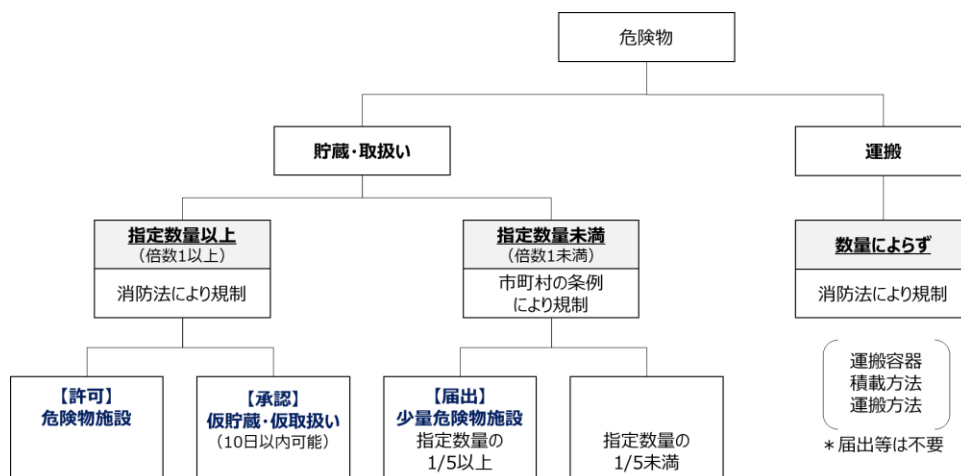 危険物
貯蔵・取扱い
運搬
指定数量以上
（倍数1以上）
消防法により規制
指定数量未満
（倍数1未満）
市町村の条例
により規制
数量によらず
消防法により規制
【許可】
危険物施設
【承認】
仮貯蔵・仮取扱い
（10日以内可能）
【届出】
少量危険物施設
指定数量の
1/5以上
指定数量の
1/5未満
運搬容器
積載方法
運搬方法
＊届出等は不要